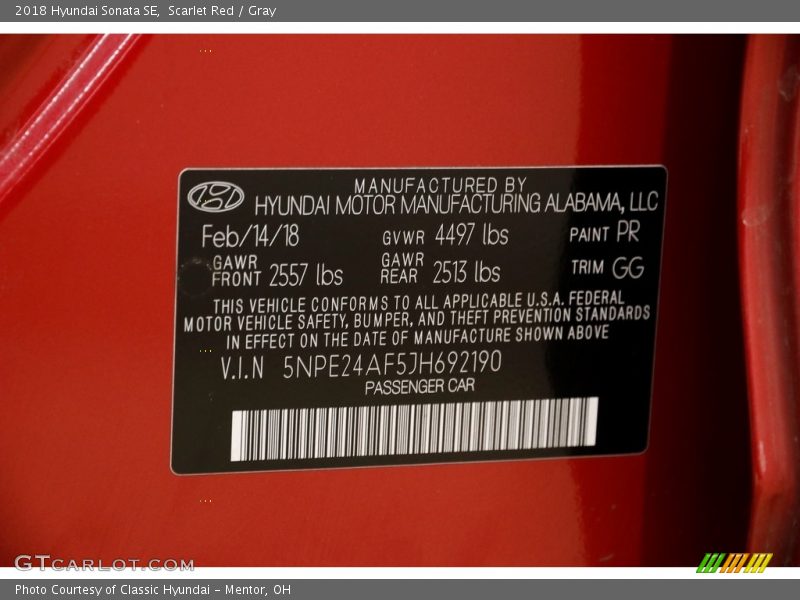 2018 Hyundai Sonata SE, Scarlet Red / Gray
MANUFACTURED BY
HYUNDAI MOTOR MANUFACTURING ALABAMA, LLC
Feb/14/18 GVWR 4497 lbs PAINT PR
GAWR FRONT 2557 lbs GAWR REAR 2513 lbs TRIM GG
THIS VEHICLE CONFORMS TO ALL APPLICABLE U.S.A. FEDERAL
MOTOR VEHICLE SAFETY, BUMPER, AND THEFT PREVENTION STANDARDS
IN EFFECT ON THE DATE OF MANUFACTURE SHOWN ABOVE
V.I.N 5NPE24AF5JH692190
PASSENGER CAR
GTCARLOT.COM
Photo Courtesy of Classic Hyundai - Mentor, OH